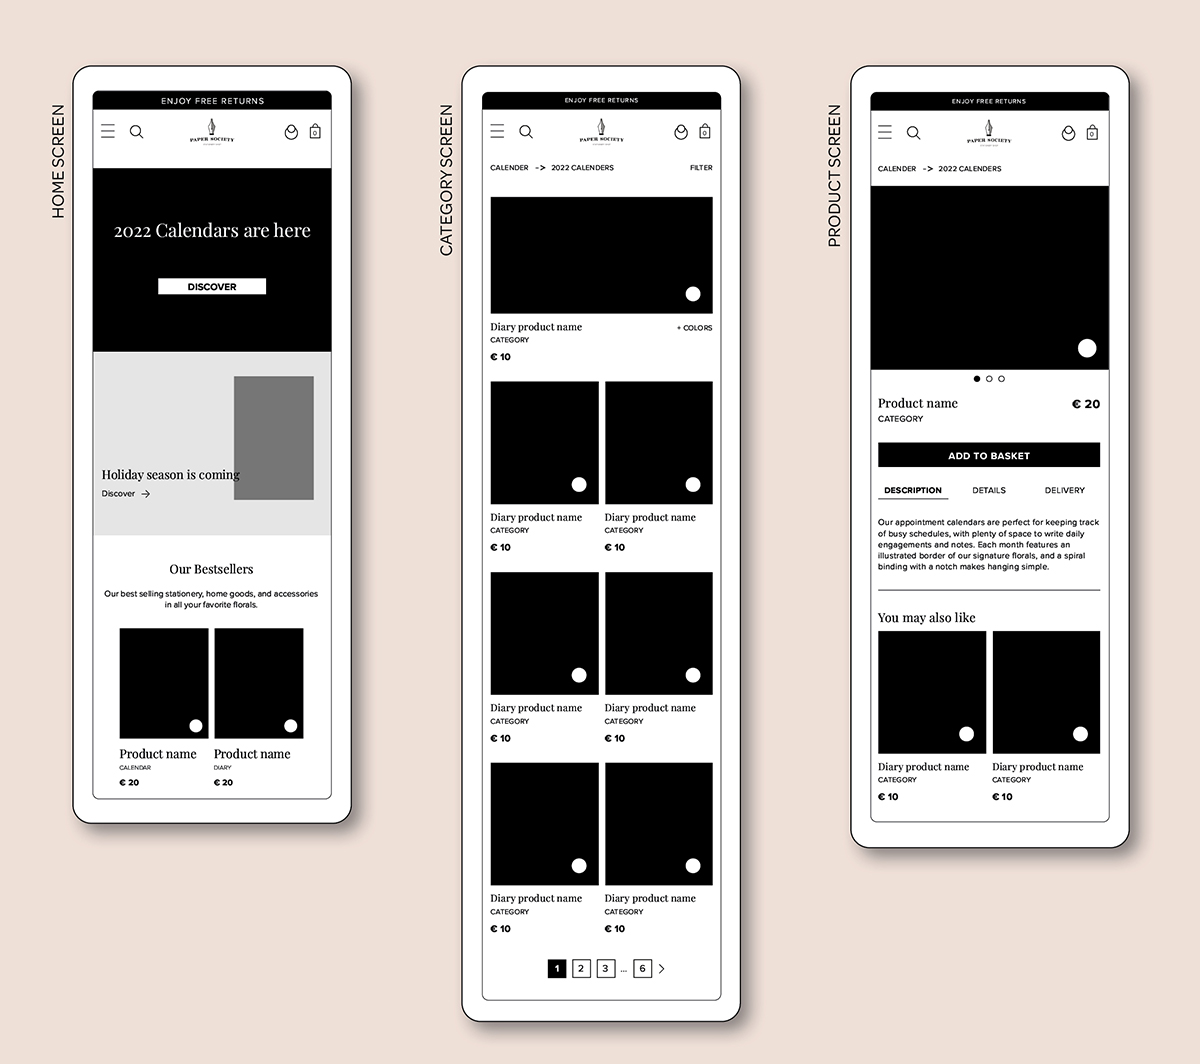 HOME SCREEN
ENJOY FREE RETURNS
PAPER SOCIETY
0
2022 Calendars are here
DISCOVER
Holiday season is coming
Discover
Our Bestsellers
Our best selling stationery, home goods, and accessories
in all your favorite florals.
Product name
CALENDAR
€ 20
Product name
DIARY
€ 20
CATEGORY SCREEN
ENJOY FREE RETURNS
PAPER SOCIETY
0
CALENDER -> 2022 CALENDERS FILTER
Diary product name + COLORS
CATEGORY
€ 10
Diary product name
CATEGORY
€ 10
Diary product name
CATEGORY
€ 10
Diary product name
CATEGORY
€ 10
Diary product name
CATEGORY
€ 10
Diary product name
CATEGORY
€ 10
Diary product name
CATEGORY
€ 10
1 2 3 ... 6 >
PRODUCT SCREEN
ENJOY FREE RETURNS
PAPER SOCIETY
0
CALENDER -> 2022 CALENDERS
Product name € 20
CATEGORY
ADD TO BASKET
DESCRIPTION DETAILS DELIVERY
Our appointment calendars are perfect for keeping track
of busy schedules, with plenty of space to write daily
engagements and notes. Each month features an
illustrated border of our signature florals, and a spiral
binding with a notch makes hanging simple.
You may also like
Diary product name
CATEGORY
€ 10
Diary product name
CATEGORY
€ 10